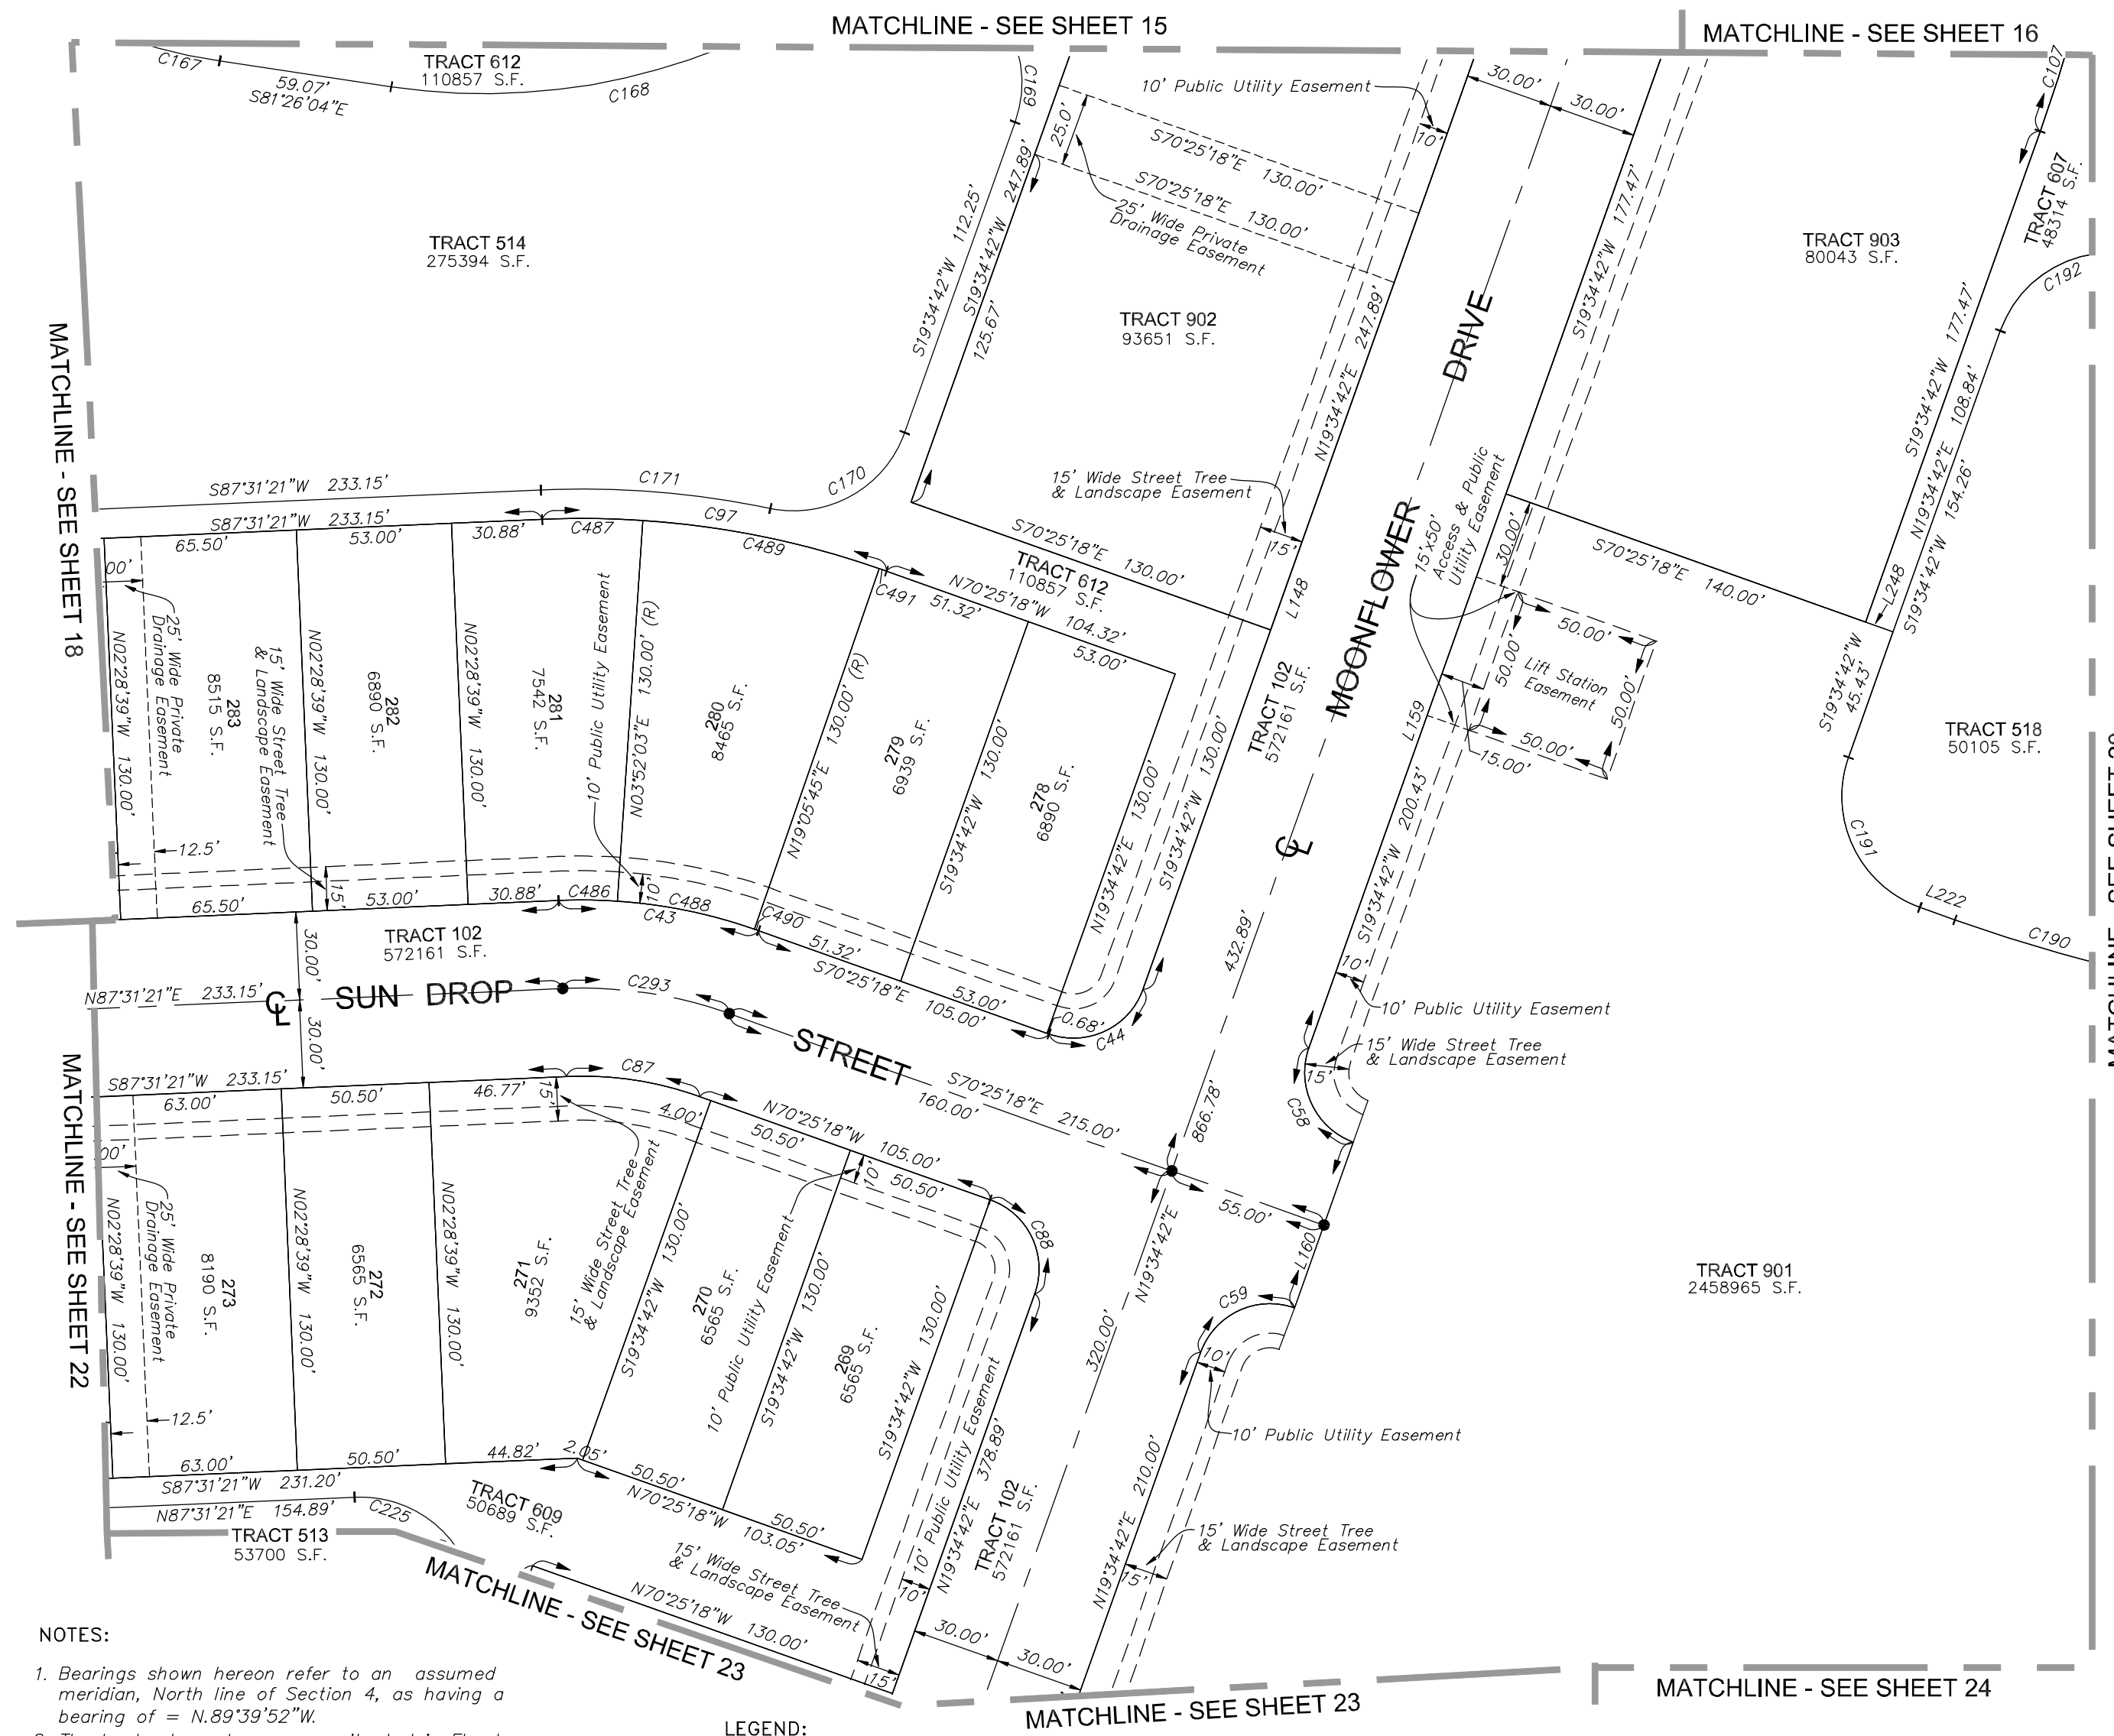 MATCHLINE - SEE SHEET 15
MATCHLINE - SEE SHEET 16
C167
59.07'
S81°26'04"E
TRACT 612
110857 S.F.
C168
C169
10' Public Utility Easement
10'
30.00'
30.00'
C107
25.0'
S70°25'18"E 130.00'
S70°25'18"E 130.00'
25' Wide Private
Drainage Easement
S19°34'42"W 247.89'
125.67'
S19°34'42"W 112.25'
TRACT 514
275394 S.F.
TRACT 902
93651 S.F.
N19°34'42"E 247.89'
S19°34'42"W 177.47'
TRACT 903
80043 S.F.
TRACT 607
48314 S.F.
C192
S19°34'42"W 177.47'
N19°34'42"E 108.84'
S19°34'42"W 154.26'
L248
MOONFLOWER DRIVE
MATCHLINE - SEE SHEET 18
S87°31'21"W 233.15'
C171
C170
S87°31'21"W 233.15'
65.50'
53.00'
30.88'
C487
C97
C489
C491
51.32'
N70°25'18"W 104.32'
53.00'
15' Wide Street Tree
& Landscape Easement
15'
S70°25'18"E 130.00'
TRACT 612
110857 S.F.
L148
15'x50'
Access & Public
Utility Easement
30.00'
S70°25'18"E 140.00'
50.00'
50.00'
Lift Station
Easement
50.00'
50.00'
15.00'
L159
S19°34'42"W
45.43'
TRACT 518
50105 S.F.
C191
L222
C190
00'
25' Wide Private
Drainage Easement
N02°28'39"W 130.00'
283
8515 S.F.
15' Wide Street Tree
& Landscape Easement
N02°28'39"W 130.00'
282
6890 S.F.
N02°28'39"W 130.00'
281
7542 S.F.
10' Public Utility Easement
N03°52'03"E 130.00' (R)
280
8465 S.F.
N19°05'45"E 130.00' (R)
279
6939 S.F.
S19°34'42"W 130.00'
278
6890 S.F.
N19°34'42"E 130.00'
S19°34'42"W 130.00'
TRACT 102
572161 S.F.
12.5'
65.50'
15'
53.00'
30.88'
C486
10'
C488
C43
C490
51.32'
S70°25'18"E 105.00'
53.00'
0.68'
C44
432.89'
S19°34'42"W 200.43'
10'
10' Public Utility Easement
15' Wide Street Tree
& Landscape Easement
15'
C58
TRACT 102
572161 S.F.
30.00'
30.00'
N87°31'21"E 233.15'
CL
SUN DROP STREET
C293
CL
S70°25'18"E 215.00'
160.00'
866.78'
55.00'
L160
C59
S87°31'21"W 233.15'
63.00'
50.50'
46.77'
15'
C87
4.00'
N70°25'18"W 105.00'
50.50'
10'
50.50'
C88
N19°34'42"E
320.00'
MATCHLINE - SEE SHEET 22
00'
25' Wide Private
Drainage Easement
N02°28'39"W 130.00'
273
8190 S.F.
N02°28'39"W 130.00'
272
6565 S.F.
N02°28'39"W 130.00'
271
9352 S.F.
15' Wide Street Tree
& Landscape Easement
S19°34'42"W 130.00'
270
6565 S.F.
10' Public Utility Easement
S19°34'42"W 130.00'
269
6565 S.F.
S19°34'42"W 130.00'
10' Public Utility Easement
N19°34'42"E 378.89'
TRACT 102
572161 S.F.
TRACT 901
2458965 S.F.
10'
10' Public Utility Easement
N19°34'42"E 210.00'
15' Wide Street Tree
& Landscape Easement
15'
12.5'
63.00'
50.50'
44.82'
2.05'
S87°31'21"W 231.20'
N87°31'21"E 154.89'
C225
TRACT 513
53700 S.F.
TRACT 609
50689 S.F.
50.50'
N70°25'18"W 103.05'
50.50'
15' Wide Street Tree
& Landscape Easement
10'
N70°25'18"W 130.00'
15'
30.00'
30.00'
MATCHLINE - SEE SHEET 23
MATCHLINE - SEE SHEET 23
MATCHLINE - SEE SHEET 24
NOTES:
1. Bearings shown hereon refer to an assumed
meridian, North line of Section 4, as having a
bearing of = N.89°39'52"W.
LEGEND: